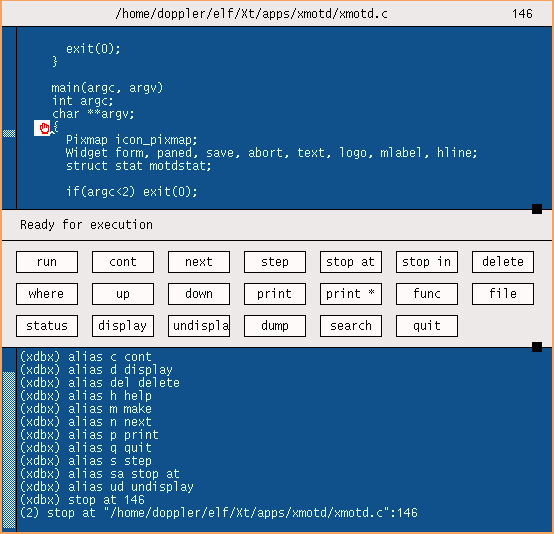 /home/doppler/elf/Xt/apps/xmotd/xmotd.c 146
exit(0);
}
main(argc, argv)
int argc;
char **argv;
{
Pixmap icon_pixmap;
Widget form, paned, save, abort, text, logo, mlabel, hline;
struct stat motdstat;
if(argc<2) exit(0);
Ready for execution
run cont next step stop at stop in delete
where up down print print * func file
status display undispla dump search quit
(xdbx) alias c cont
(xdbx) alias d display
(xdbx) alias del delete
(xdbx) alias h help
(xdbx) alias m make
(xdbx) alias n next
(xdbx) alias p print
(xdbx) alias q quit
(xdbx) alias s step
(xdbx) alias sa stop at
(xdbx) alias ud undisplay
(xdbx) stop at 146
(2) stop at "/home/doppler/elf/Xt/apps/xmotd/xmotd.c":146